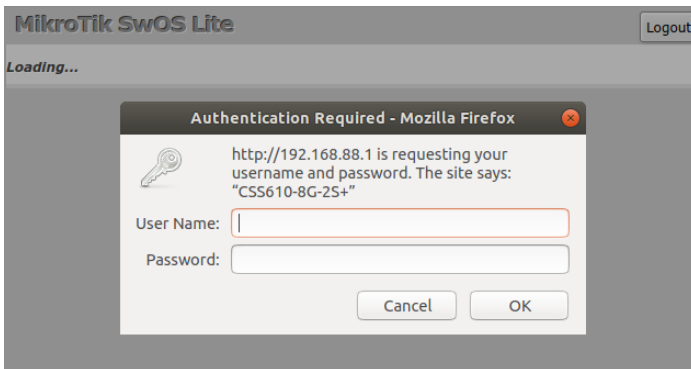 MikroTik SwOS Lite
Logout
Loading...
Authentication Required - Mozilla Firefox
http://192.168.88.1 is requesting your
username and password. The site says:
“CSS610-8G-2S+”
User Name:
Password:
Cancel
OK